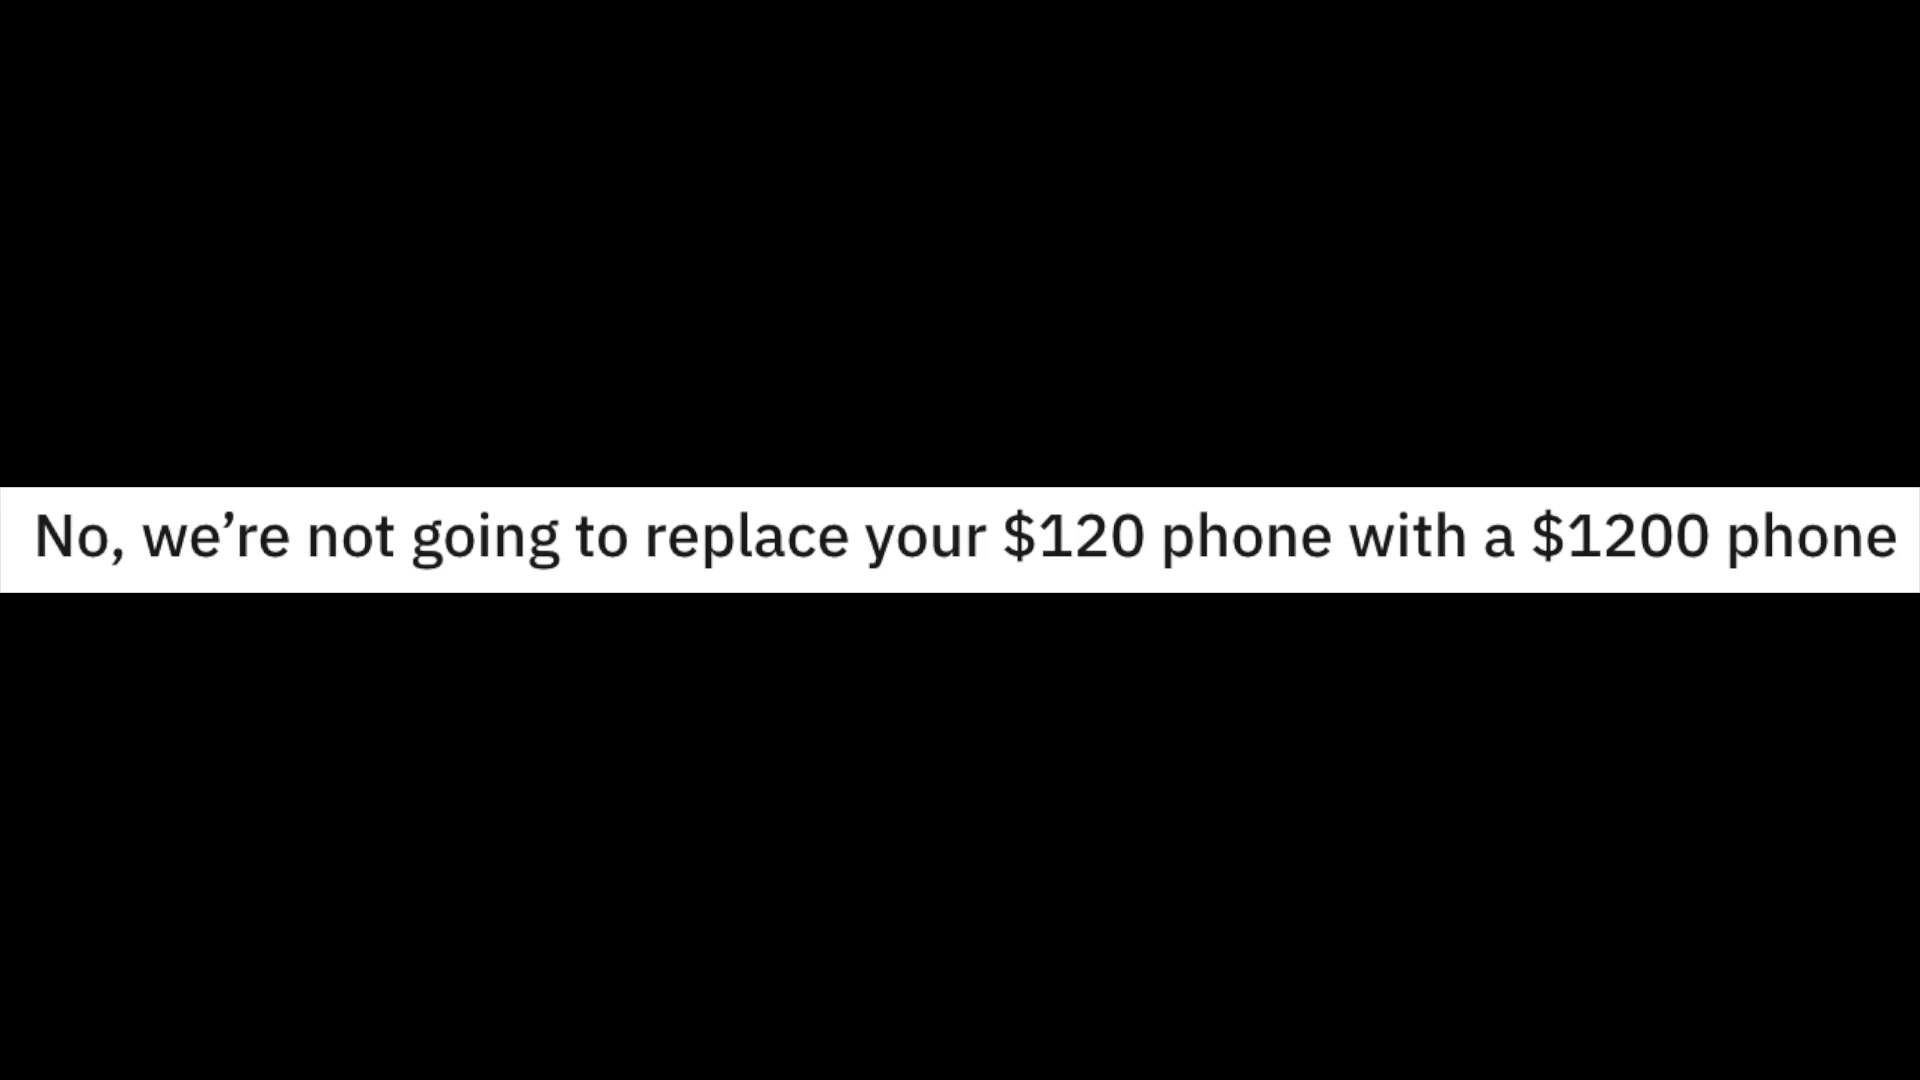 No, we’re not going to replace your $120 phone with a $1200 phone